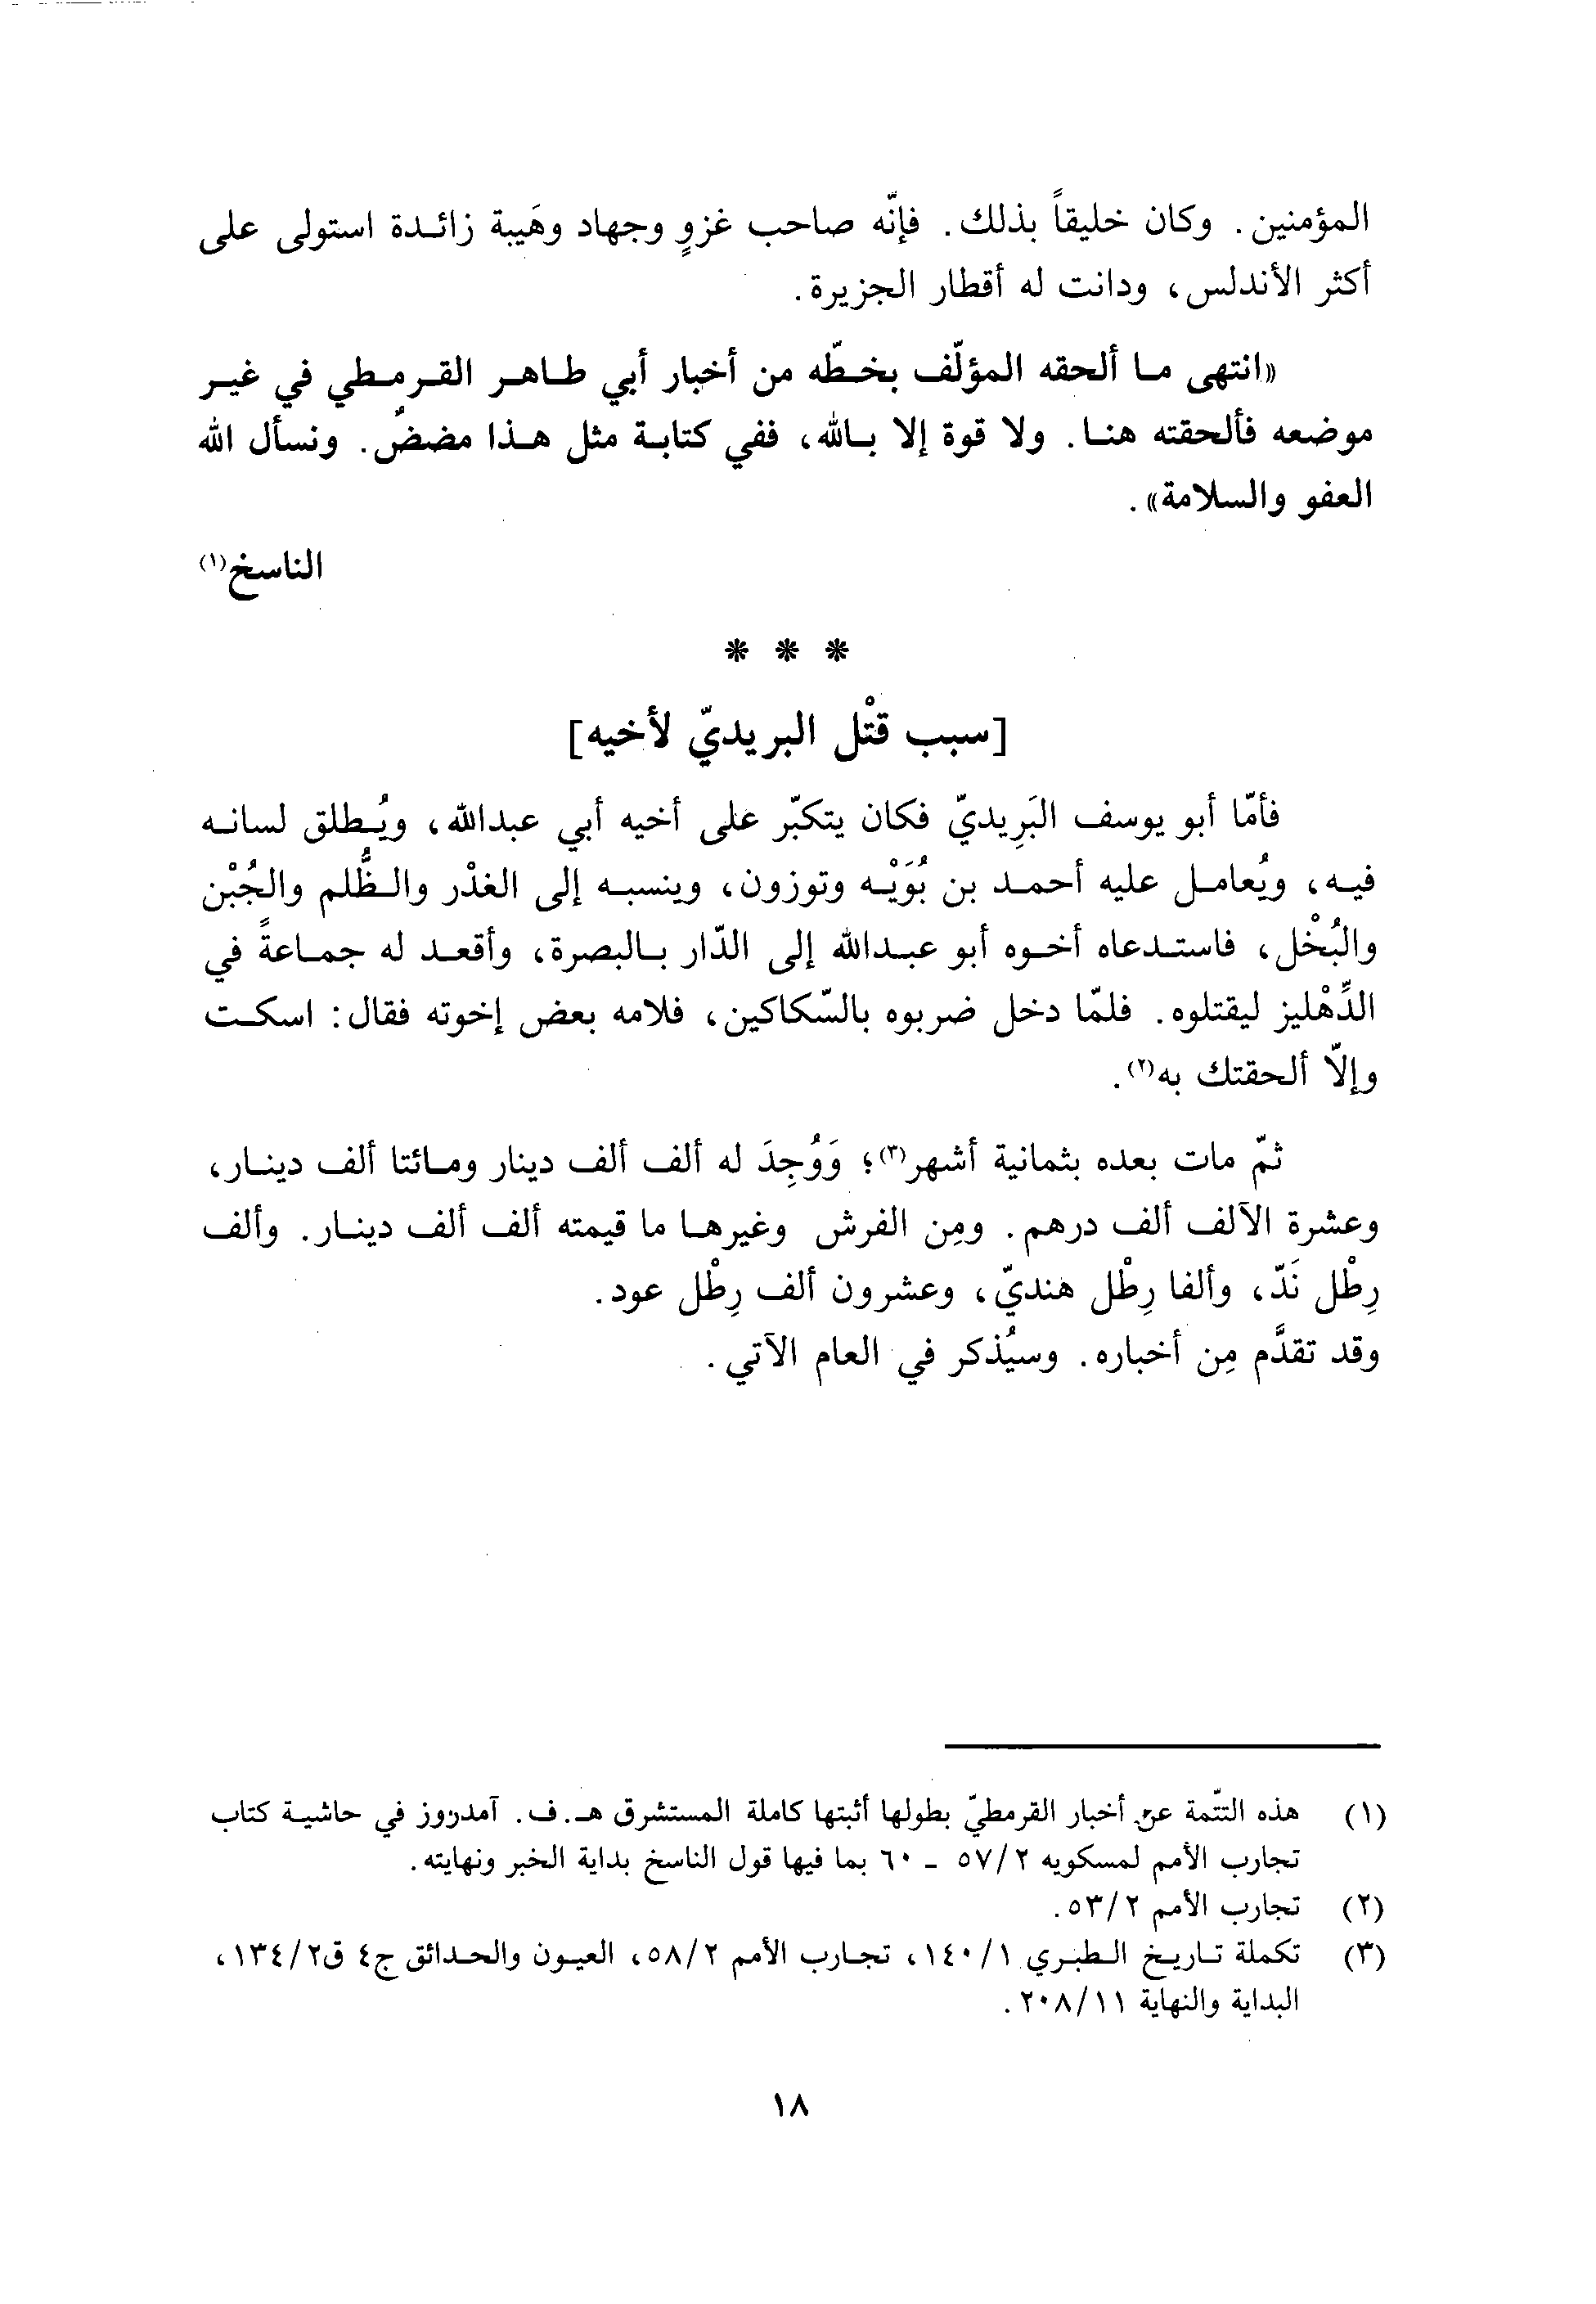 المؤمنين. وكان خليقاً بذلك. فإنّه صاحب غزوٍ وجهاد وهَيبة زائدة استولى على
أكثر الأندلس، ودانت له أقطار الجزيرة.
«انتهى ما ألحقه المؤلّف بخطّه من أخبار أبي طاهر القرمطي في غير
موضعه فألحقته هنا. ولا قوة إلا بالله، ففي كتابة مثل هذا مضضٌ. ونسأل الله
العفو والسلامة».
الناسخ(١)
* * *
[سبب قتْل البريديّ لأخيه]
فأمّا أبو يوسف البَرِيديّ فكان يتكبّر على أخيه أبي عبدالله، ويُطلق لسانه
فيه، ويُعامل عليه أحمد بن بُوَيْه وتوزون، وينسبه إلى الغدْر والظُّلم والجُبْن
والبُخْل، فاستدعاه أخوه أبو عبدالله إلى الدّار بالبصرة، وأقعد له جماعةً في
الدِّهْليز ليقتلوه. فلمّا دخل ضربوه بالسّكاكين، فلامه بعض إخوته فقال: اسكت
وإلاّ ألحقتك به(٢).
ثمّ مات بعده بثمانية أشهر(٣)؛ وَوُجِدَ له ألف ألف دينار ومائتا ألف دينار،
وعشرة الآلف ألف درهم. ومِن الفرش وغيرها ما قيمته ألف ألف دينار. وألف
رِطْل نَدّ، وألفا رِطْل هنديّ، وعشرون ألف رِطْل عود.
وقد تقدَّم مِن أخباره. وسيُذكر في العام الآتي.
(١) هذه التتّمة عن أخبار القرمطيّ بطولها أثبتها كاملة المستشرق هـ. ف. آمدروز في حاشية كتاب
تجارب الأمم لمسكويه ٥٧/٢ - ٦٠ بما فيها قول الناسخ بداية الخبر ونهايته.
(٢) تجارب الأمم ٥٣/٢.
(٣) تكملة تاريخ الطبري ١٤٠/١، تجارب الأمم ٥٨/٢، العيون والحدائق ج٤ ق١٣٤/٢،
البداية والنهاية ٢٠٨/١١.
١٨